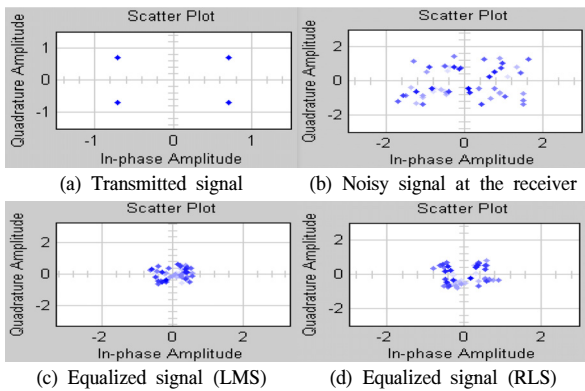 Scatter Plot
Quadrature Amplitude
1
0
-1
-1
0
1
In-phase Amplitude
(a) Transmitted signal
Scatter Plot
Quadrature Amplitude
2
0
-2
-2
0
2
In-phase Amplitude
(b) Noisy signal at the receiver
Scatter Plot
Quadrature Amplitude
2
0
-2
-2
0
2
In-phase Amplitude
(c) Equalized signal (LMS)
Scatter Plot
Quadrature Amplitude
2
0
-2
-2
0
2
In-phase Amplitude
(d) Equalized signal (RLS)